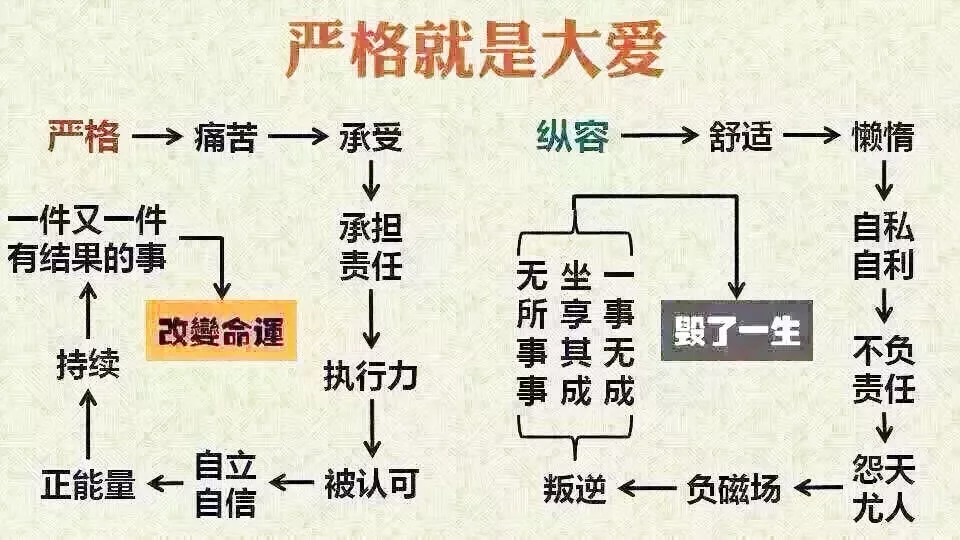 严格就是大爱
严格
痛苦
承受
承担
责任
执行力
被认可
自立
自信
正能量
持续
一件又一件
有结果的事
改變命運
纵容
舒适
懒惰
自私
自利
不负
责任
怨天
尤人
负磁场
叛逆
无所事事
坐享其成
一事无成
毁了一生